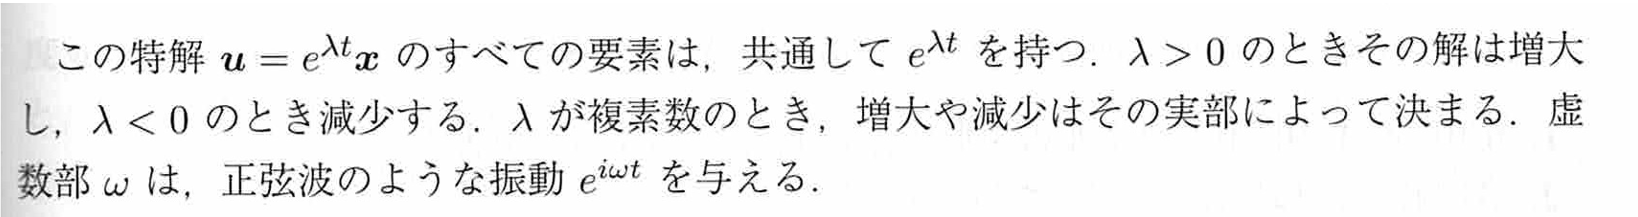 この特解 u = e^{λt}x のすべての要素は，共通して e^{λt} を持つ．λ > 0 のときその解は増大
し，λ < 0 のとき減少する．λ が複素数のとき，増大や減少はその実部によって決まる．虚
数部 ω は，正弦波のような振動 e^{iωt} を与える．